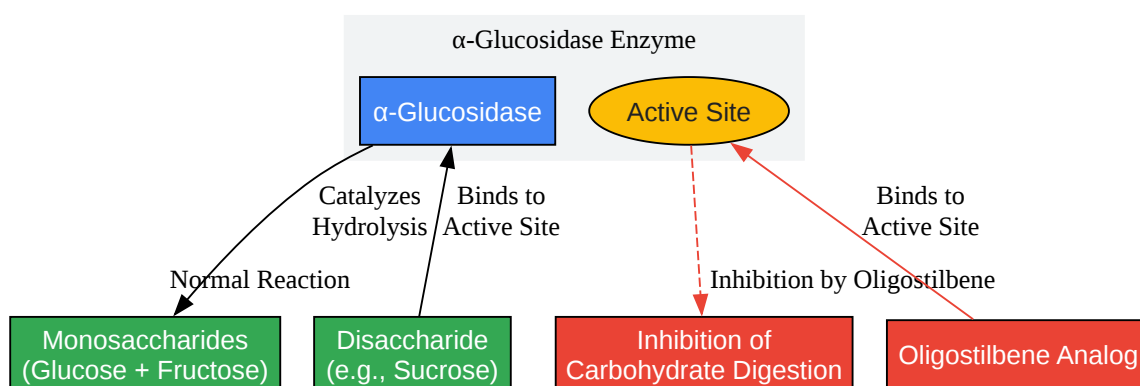 α-Glucosidase Enzyme
α-Glucosidase
Active Site
Catalyzes
Hydrolysis
Binds to
Active Site
Binds to
Active Site
Normal Reaction
Inhibition by Oligostilbene
Monosaccharides
(Glucose + Fructose)
Disaccharide
(e.g., Sucrose)
Inhibition of
Carbohydrate Digestion
Oligostilbene Analog